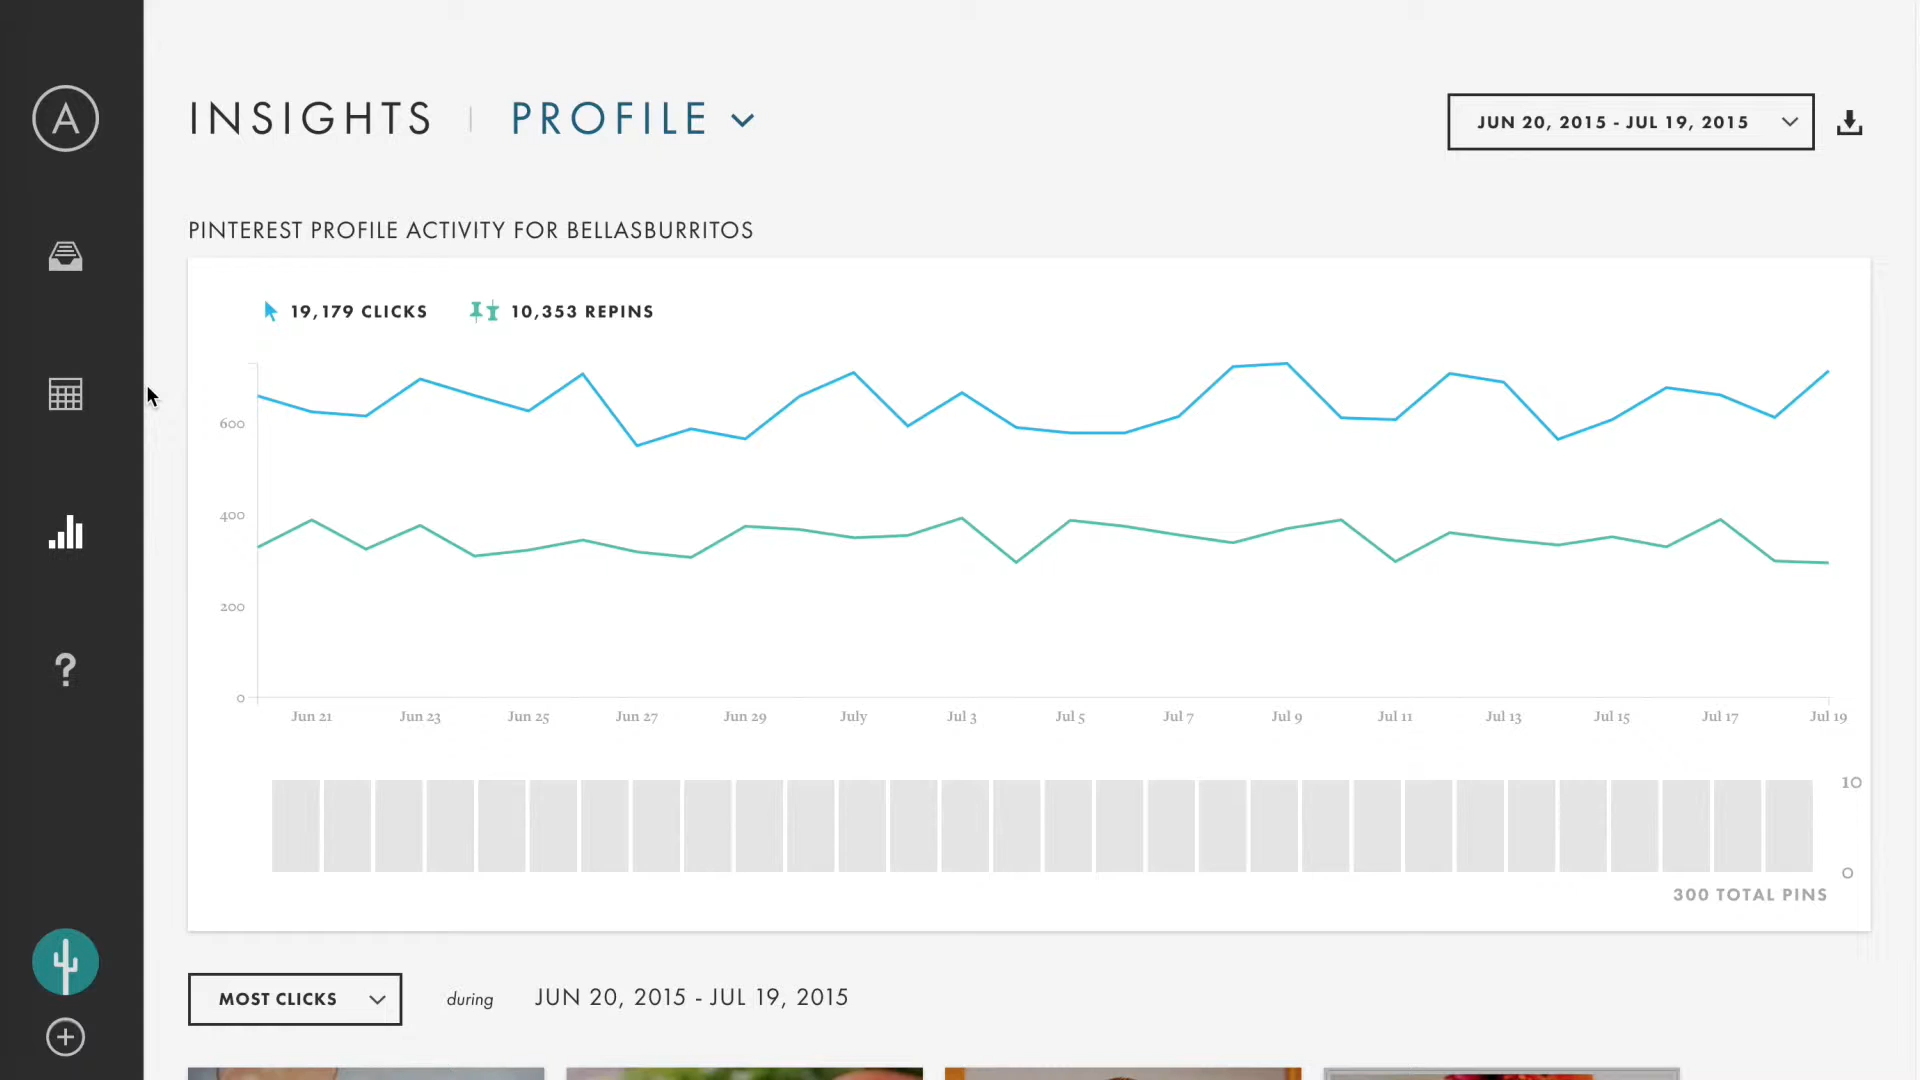 A
INSIGHTS | PROFILE
JUN 20, 2015 - JUL 19, 2015
PINTEREST PROFILE ACTIVITY FOR BELLASBURRITOS
19,179 CLICKS
10,353 REPINS
600
400
200
0
Jun 21 Jun 23 Jun 25 Jun 27 Jun 29 July Jul 3 Jul 5 Jul 7 Jul 9 Jul 11 Jul 13 Jul 15 Jul 17 Jul 19
10
0
300 TOTAL PINS
MOST CLICKS during JUN 20, 2015 - JUL 19, 2015
?